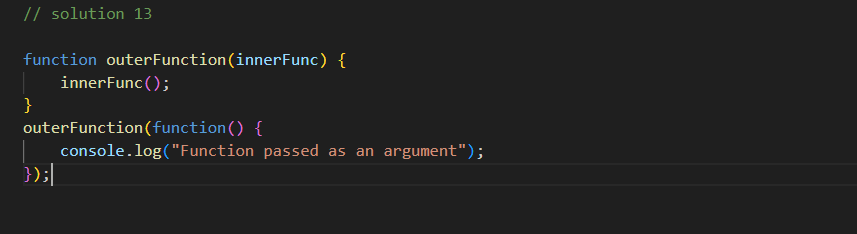 // solution 13
function outerFunction(innerFunc) {
    innerFunc();
}
outerFunction(function() {
    console.log("Function passed as an argument");
});